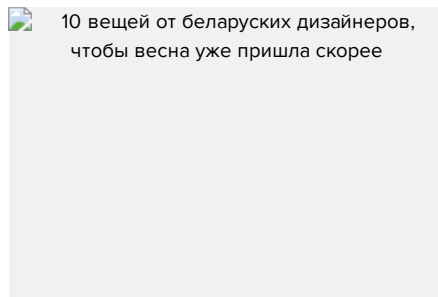 10 вещей от беларуских дизайнеров,
чтобы весна уже пришла скорее